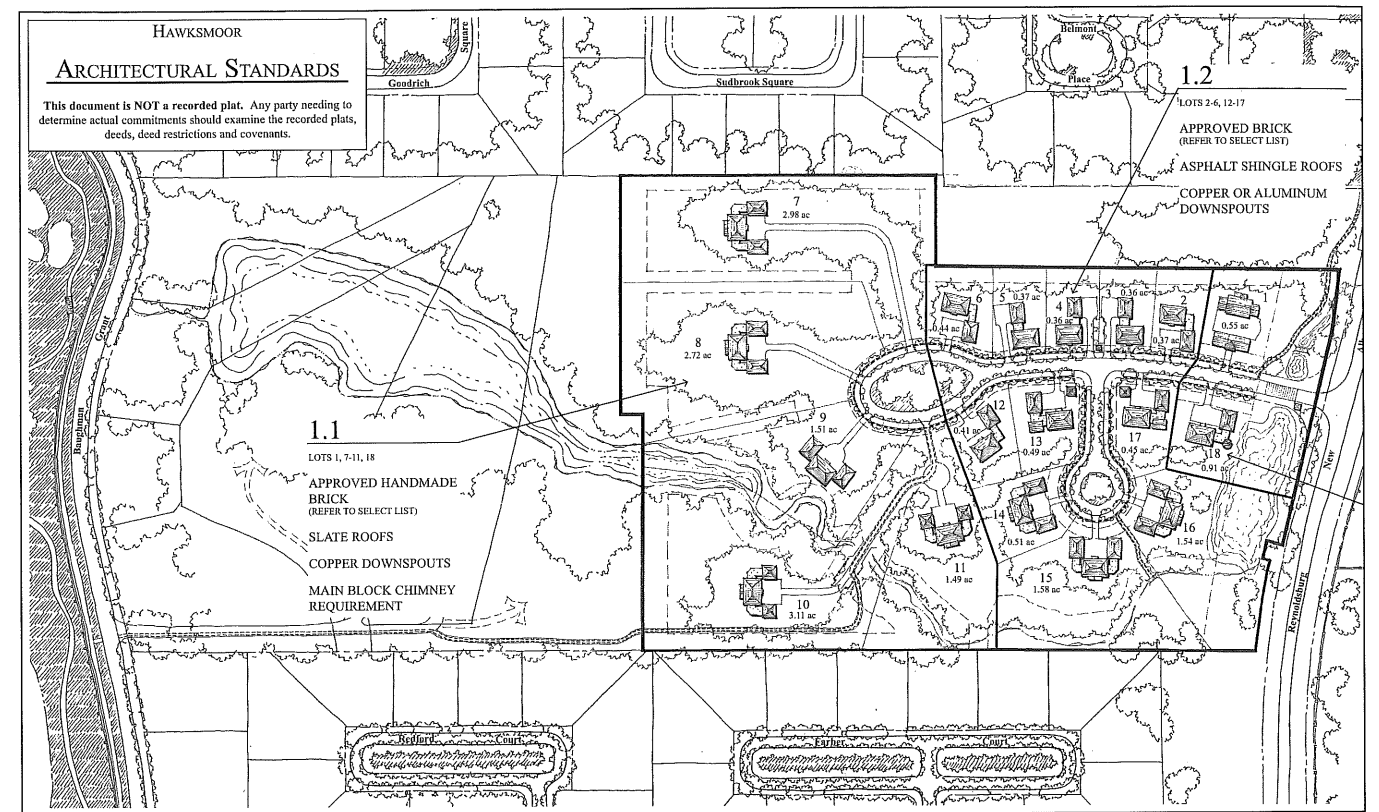 HAWKSMOOR
ARCHITECTURAL STANDARDS
This document is NOT a recorded plat. Any party needing to
determine actual commitments should examine the recorded plats,
deeds, deed restrictions and covenants.
Goodrich
Square
Sudbrook Square
Belmont
Place
1.2
LOTS 2-6, 12-17
APPROVED BRICK
(REFER TO SELECT LIST)
ASPHALT SHINGLE ROOFS
COPPER OR ALUMINUM
DOWNSPOUTS
1.1
LOTS 1, 7-11, 18
APPROVED HANDMADE
BRICK
(REFER TO SELECT LIST)
SLATE ROOFS
COPPER DOWNSPOUTS
MAIN BLOCK CHIMNEY
REQUIREMENT
7
2.98 ac
8
2.72 ac
9
1.51 ac
10
3.11 ac
11
1.49 ac
6
0.44 ac
5
0.37 ac
4
0.36 ac
3
0.36 ac
2
0.37 ac
1
0.55 ac
12
0.41 ac
13
0.49 ac
17
0.45 ac
18
0.91 ac
14
0.51 ac
15
1.58 ac
16
1.54 ac
Grant
Baughman
New
Reynoldsburg
Redford Court
Farber Court